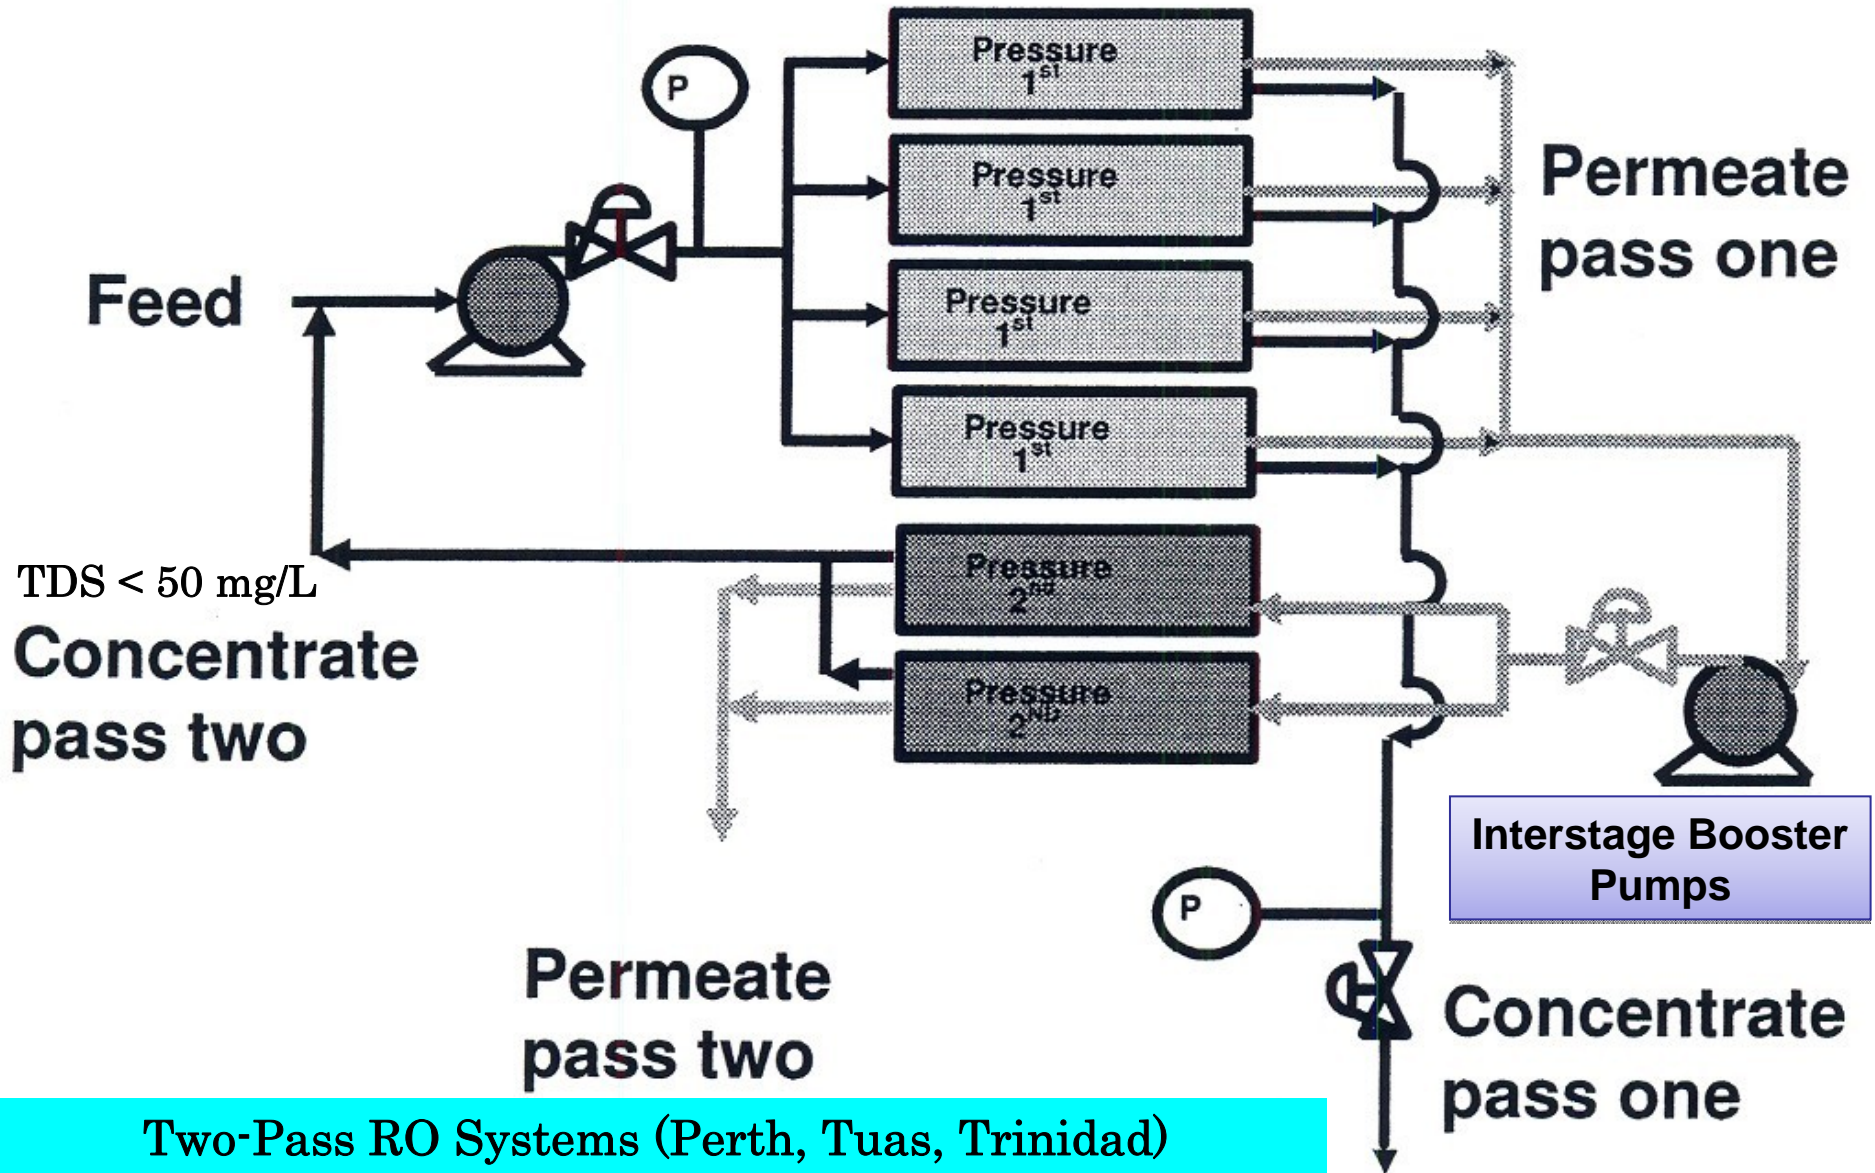 Pressure
1st
P
Pressure
1st
Permeate
pass one
Feed
Pressure
1st
Pressure
1st
TDS < 50 mg/L
Concentrate
pass two
Pressure
2nd
Pressure
2ND
Interstage Booster
Pumps
P
Permeate
pass two
Concentrate
pass one
Two-Pass RO Systems (Perth, Tuas, Trinidad)